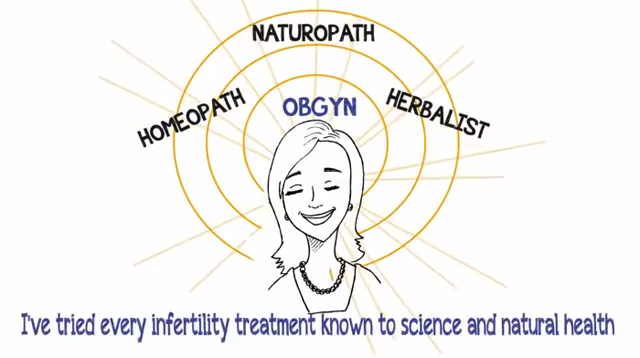 NATUROPATH
HOMEOPATH
OBGYN
HERBALIST
I've tried every infertility treatment known to science and natural health